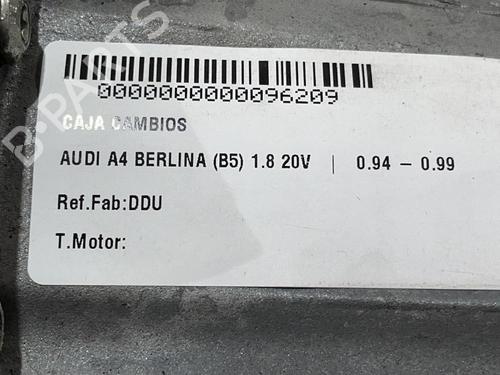 0000000000096209
CAJA CAMBIOS
AUDI A4 BERLINA (B5) 1.8 20V | 0.94 – 0.99
Ref.Fab:DDU
T.Motor:
B-PARTS